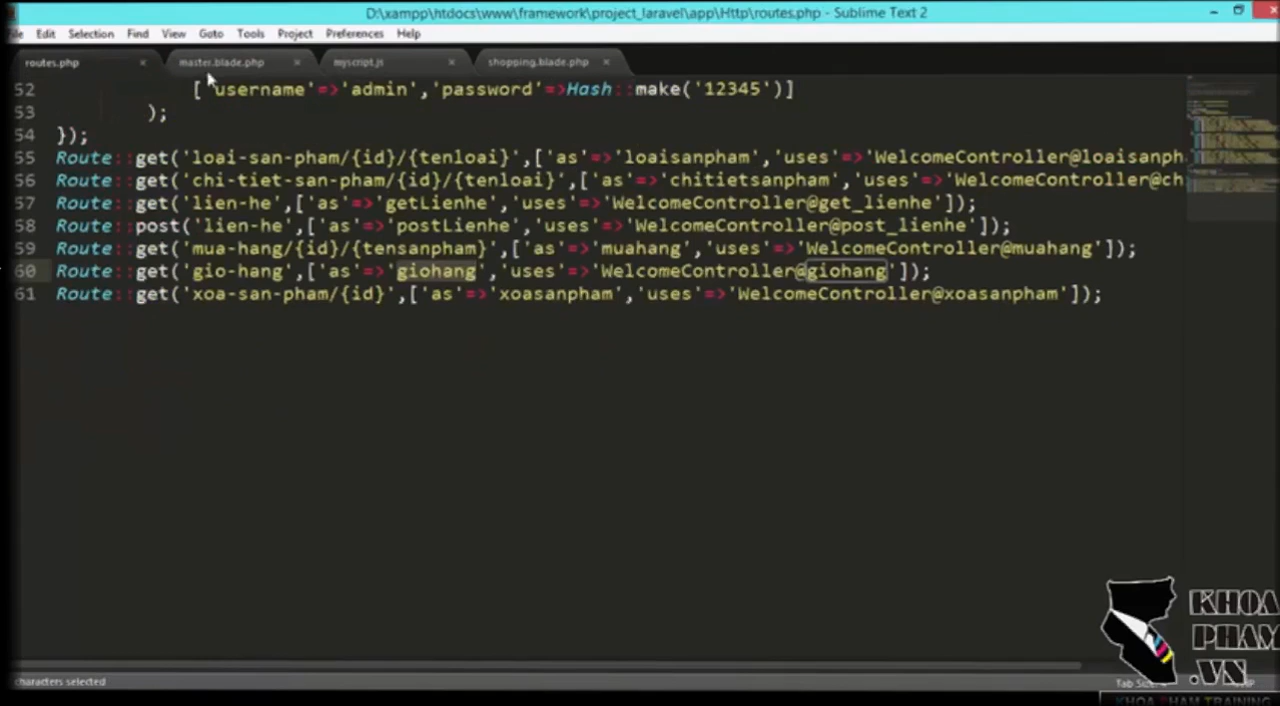 D:\xampp\htdocs\www\framework\project_laravel\app\Http\routes.php - Sublime Text 2
Edit Selection Find View Goto Tools Project Preferences Help
routes.php × master.blade.php × myscript.js × shopping.blade.php ×
52 ['username'=>'admin','password'=>Hash::make('12345')]
53 );
54 });
55 Route::get('loai-san-pham/{id}/{tenloai}',['as'=>'loaisanpham','uses'=>'WelcomeController@loaisanph
56 Route::get('chi-tiet-san-pham/{id}/{tenloai}',['as'=>'chitietsanpham','uses'=>'WelcomeController@ch
57 Route::get('lien-he',['as'=>'getLienhe','uses'=>'WelcomeController@get_lienhe']);
58 Route::post('lien-he',['as'=>'postLienhe','uses'=>'WelcomeController@post_lienhe']);
59 Route::get('mua-hang/{id}/{tensanpham}',['as'=>'muahang','uses'=>'WelcomeController@muahang']);
60 Route::get('gio-hang',['as'=>'giohang','uses'=>'WelcomeController@giohang']);
61 Route::get('xoa-san-pham/{id}',['as'=>'xoasanpham','uses'=>'WelcomeController@xoasanpham']);
KHOA
PHAM
.VN
characters selected
Tab Size:
KHOA PHAM TRAINING